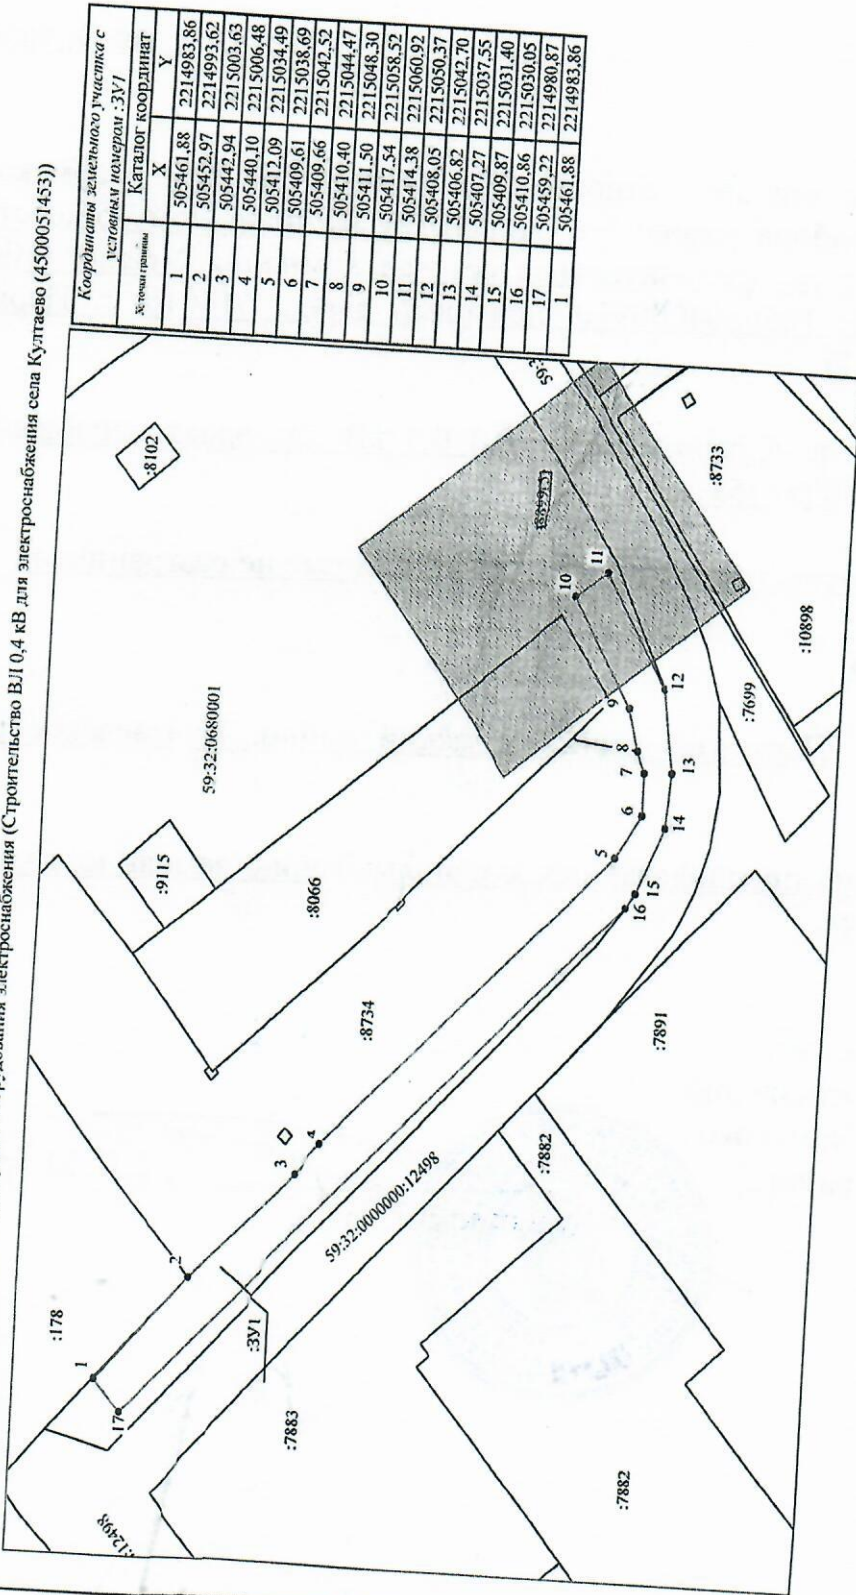 оборудования электроснабжения (Строительство ВЛ 0,4 кВ для электроснабжения села Култаево (4500051453))
Координаты земельного участка с
условным номером :ЗУ1
№ точки границы Каталог координат
X Y
1 505461,88 2214983,86
2 505452,97 2214993,62
3 505442,94 2215003,63
4 505440,10 2215006,48
5 505412,09 2215034,49
6 505409,61 2215038,69
7 505409,66 2215042,52
8 505410,40 2215044,47
9 505411,50 2215048,30
10 505417,54 2215058,52
11 505414,38 2215060,92
12 505408,05 2215050,37
13 505406,82 2215042,70
14 505407,27 2215037,55
15 505409,87 2215031,40
16 505410,86 2215030,05
17 505459,22 2214980,87
1 505461,88 2214983,86
:178
:8102
59:32:0680001
:9115
:8066
:8734
:ЗУ1
59:32:0000000:12498
:12498
:7883
:7882
:7882
:7891
:7699
:10898
:8733
59:3
1
2
3
4
5
6
7
8
9
10
11
12
13
14
15
16
17